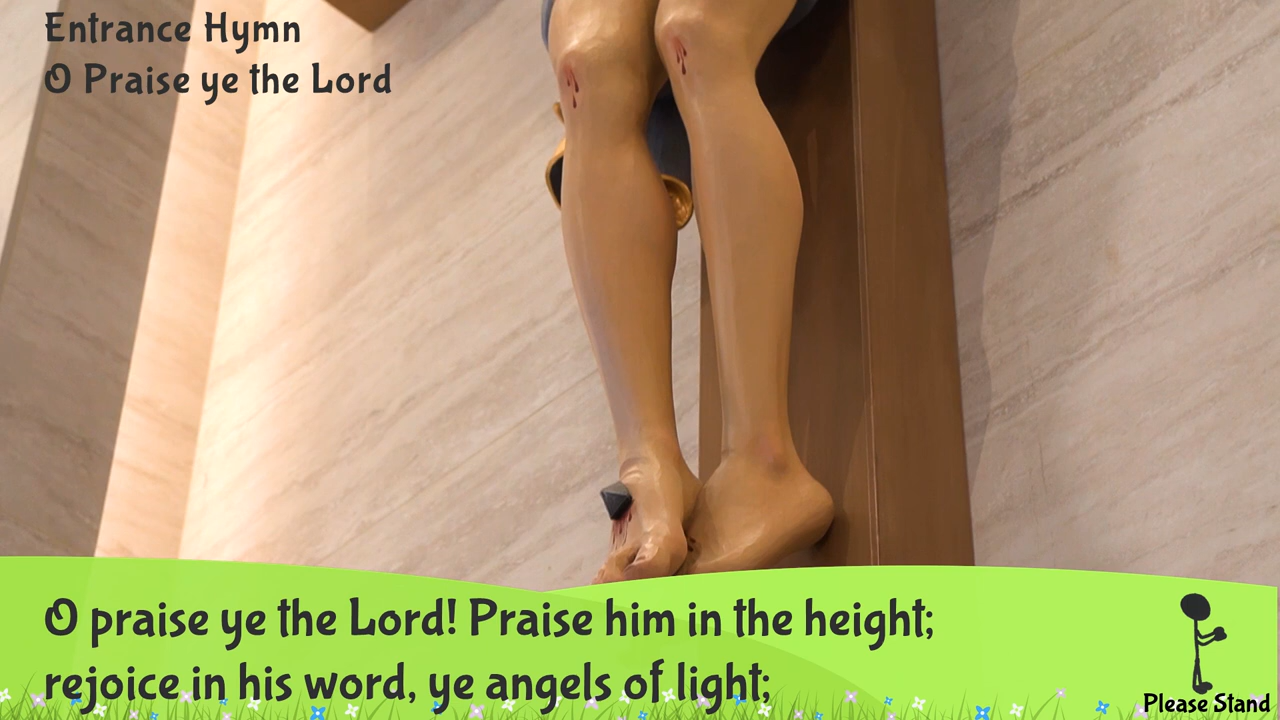 Entrance Hymn
O Praise ye the Lord
O praise ye the Lord! Praise him in the height;
rejoice in his word, ye angels of light;
Please Stand